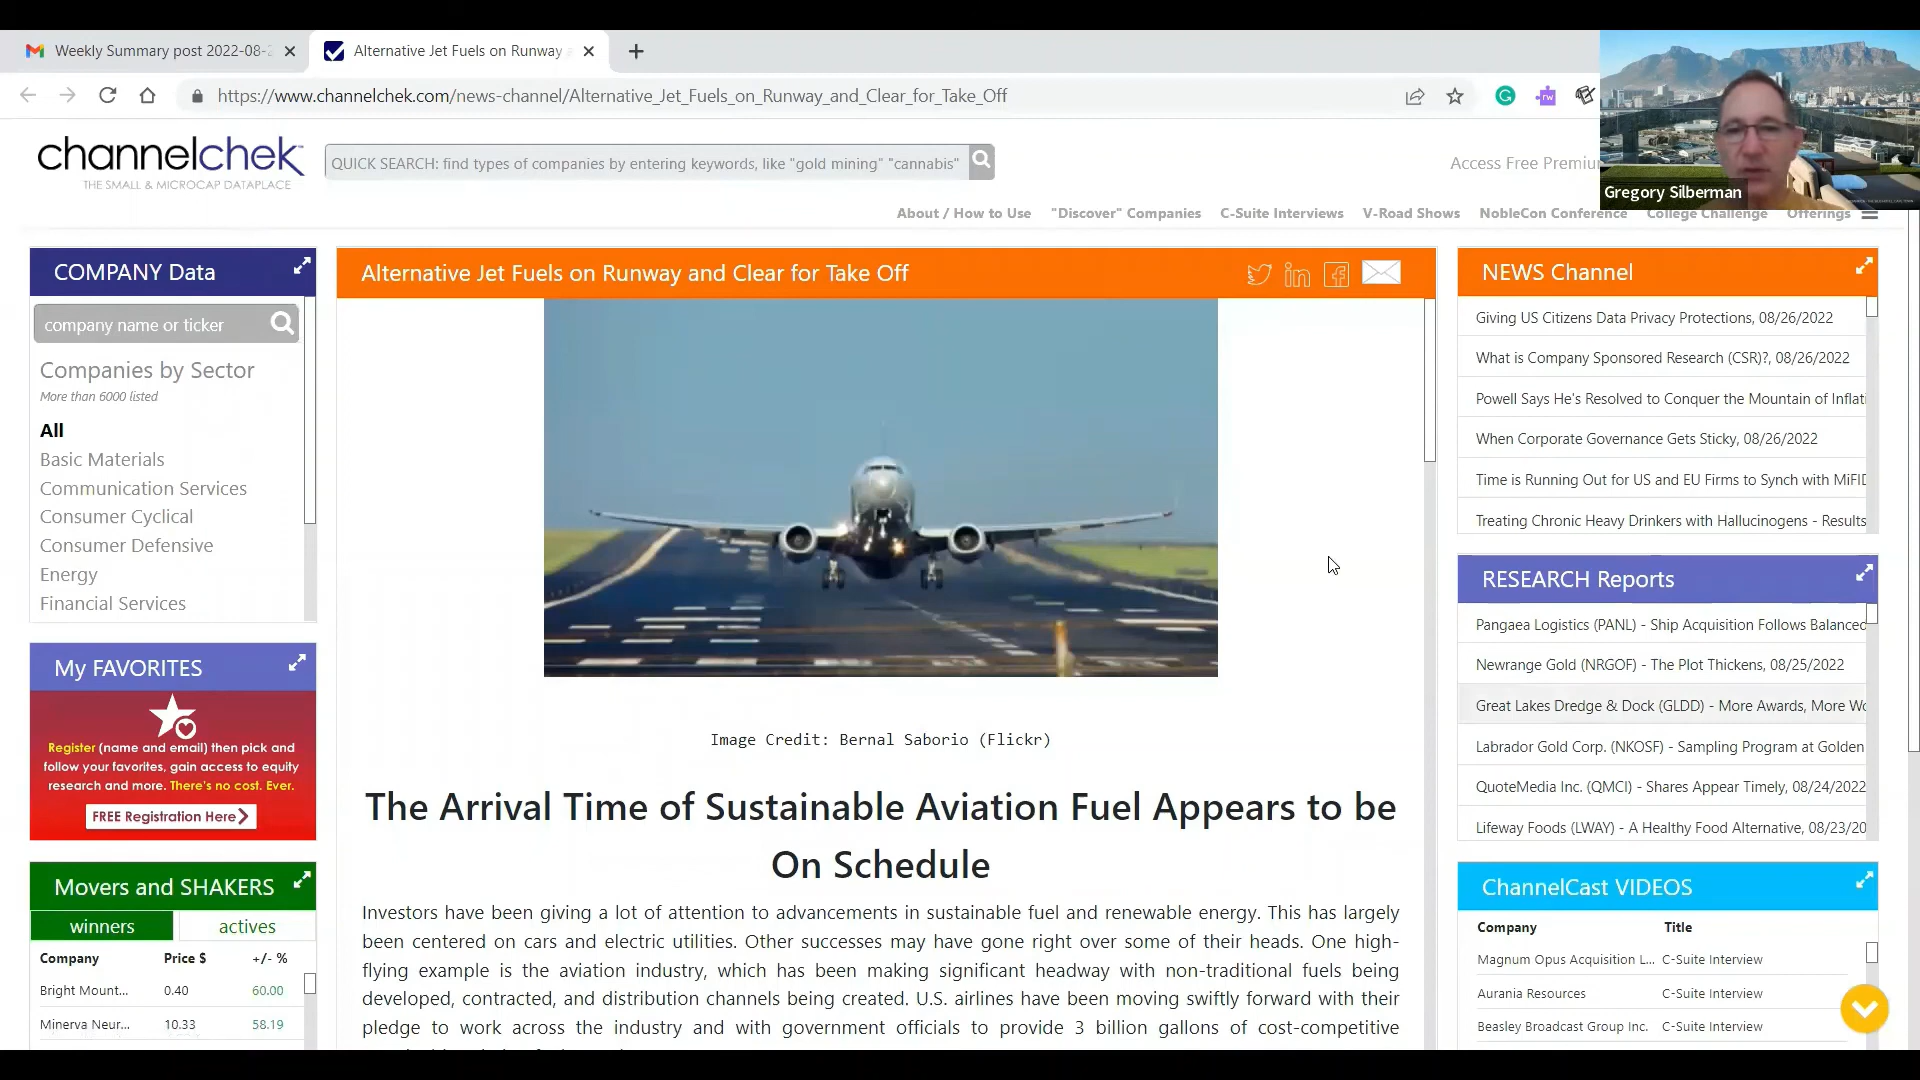 Weekly Summary post 2022-08-2
Alternative Jet Fuels on Runway
https://www.channelchek.com/news-channel/Alternative_Jet_Fuels_on_Runway_and_Clear_for_Take_Off
channelchek
THE SMALL & MICROCAP DATAPLACE
QUICK SEARCH: find types of companies by entering keywords, like "gold mining" "cannabis"
Access Free Premiu
Gregory Silberman
About / How to Use
"Discover" Companies
C-Suite Interviews
V-Road Shows
NobleCon Conference
College Challenge
Offerings
COMPANY Data
company name or ticker
Companies by Sector
More than 6000 listed
All
Basic Materials
Communication Services
Consumer Cyclical
Consumer Defensive
Energy
Financial Services
My FAVORITES
Register (name and email) then pick and
follow your favorites, gain access to equity
research and more. There's no cost. Ever.
FREE Registration Here
Movers and SHAKERS
winners
actives
Company Price $ +/- %
Bright Mount... 0.40 60.00
Minerva Neur... 10.33 58.19
Alternative Jet Fuels on Runway and Clear for Take Off
Image Credit: Bernal Saborio (Flickr)
The Arrival Time of Sustainable Aviation Fuel Appears to be
On Schedule
Investors have been giving a lot of attention to advancements in sustainable fuel and renewable energy. This has largely
been centered on cars and electric utilities. Other successes may have gone right over some of their heads. One high-
flying example is the aviation industry, which has been making significant headway with non-traditional fuels being
developed, contracted, and distribution channels being created. U.S. airlines have been moving swiftly forward with their
pledge to work across the industry and with government officials to provide 3 billion gallons of cost-competitive
NEWS Channel
Giving US Citizens Data Privacy Protections, 08/26/2022
What is Company Sponsored Research (CSR)?, 08/26/2022
Powell Says He's Resolved to Conquer the Mountain of Inflati
When Corporate Governance Gets Sticky, 08/26/2022
Time is Running Out for US and EU Firms to Synch with MiFID
Treating Chronic Heavy Drinkers with Hallucinogens - Results
RESEARCH Reports
Pangaea Logistics (PANL) - Ship Acquisition Follows Balanced
Newrange Gold (NRGOF) - The Plot Thickens, 08/25/2022
Great Lakes Dredge & Dock (GLDD) - More Awards, More Wo
Labrador Gold Corp. (NKOSF) - Sampling Program at Golden
QuoteMedia Inc. (QMCI) - Shares Appear Timely, 08/24/2022
Lifeway Foods (LWAY) - A Healthy Food Alternative, 08/23/20
ChannelCast VIDEOS
Company Title
Magnum Opus Acquisition L... C-Suite Interview
Aurania Resources C-Suite Interview
Beasley Broadcast Group Inc. C-Suite Interview